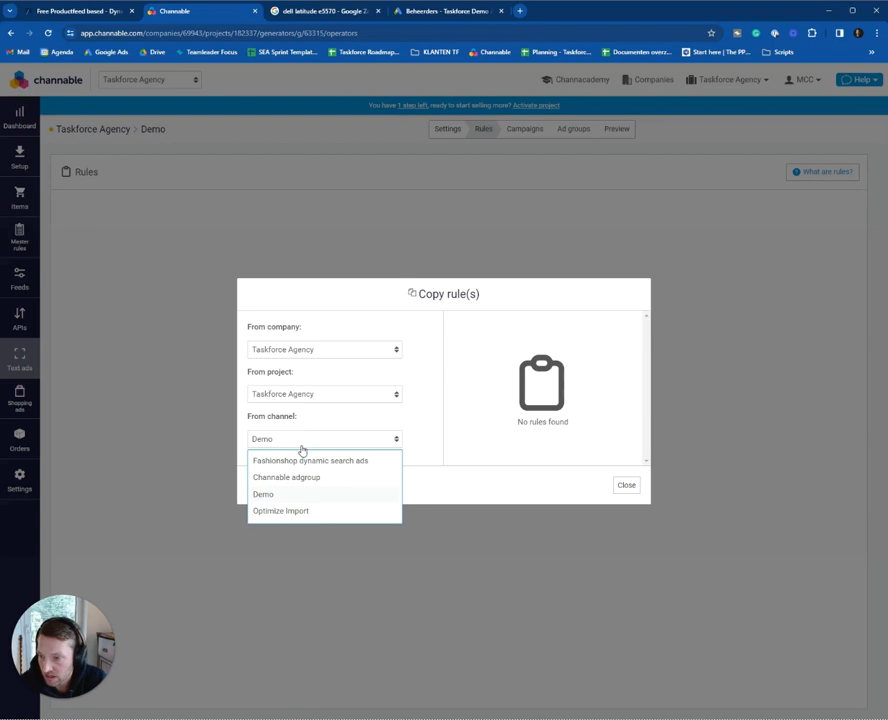 Free Productfeed based - Dyn
Channable
dell latitude e5570 - Google Z
Beheerders - Taskforce Demo
app.channable.com/companies/69943/projects/182337/generators/g/63315/operators
Mail
Agenda
Google Ads
Drive
Teamleader Focus
SEA Sprint Templat...
Taskforce Roadmap...
KLANTEN TF
Channable
Planning - Taskforc...
Documenten overz...
Start here | The PP...
Scripts
»
channable
Taskforce Agency
Channacademy
Companies
Taskforce Agency
MCC
Help
You have 1 step left, ready to start selling more? Activate project
Taskforce Agency > Demo
Settings
Rules
Campaigns
Ad groups
Preview
Dashboard
Setup
Items
Master rules
Feeds
APIs
Text ads
Shopping ads
Orders
Settings
Rules
What are rules?
Copy rule(s)
From company:
Taskforce Agency
From project:
Taskforce Agency
From channel:
Demo
Fashionshop dynamic search ads
Channable adgroup
Demo
Optimize Import
No rules found
Close